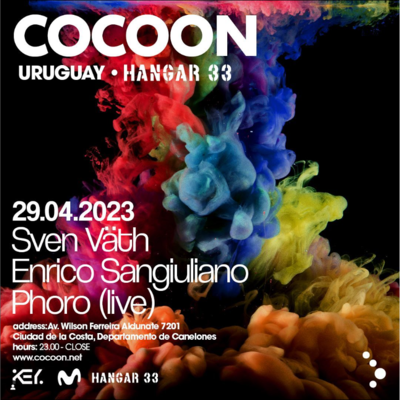 COCOON
URUGUAY • HANGAR 33
29.04.2023
Sven Väth
Enrico Sangiuliano
Phoro (live)
address:Av. Wilson Ferreira Aldunate 7201
Ciudad de la Costa, Departamento de Canelones
hours: 23.00 - CLOSE
www.cocoon.net
KEY. M HANGAR 33